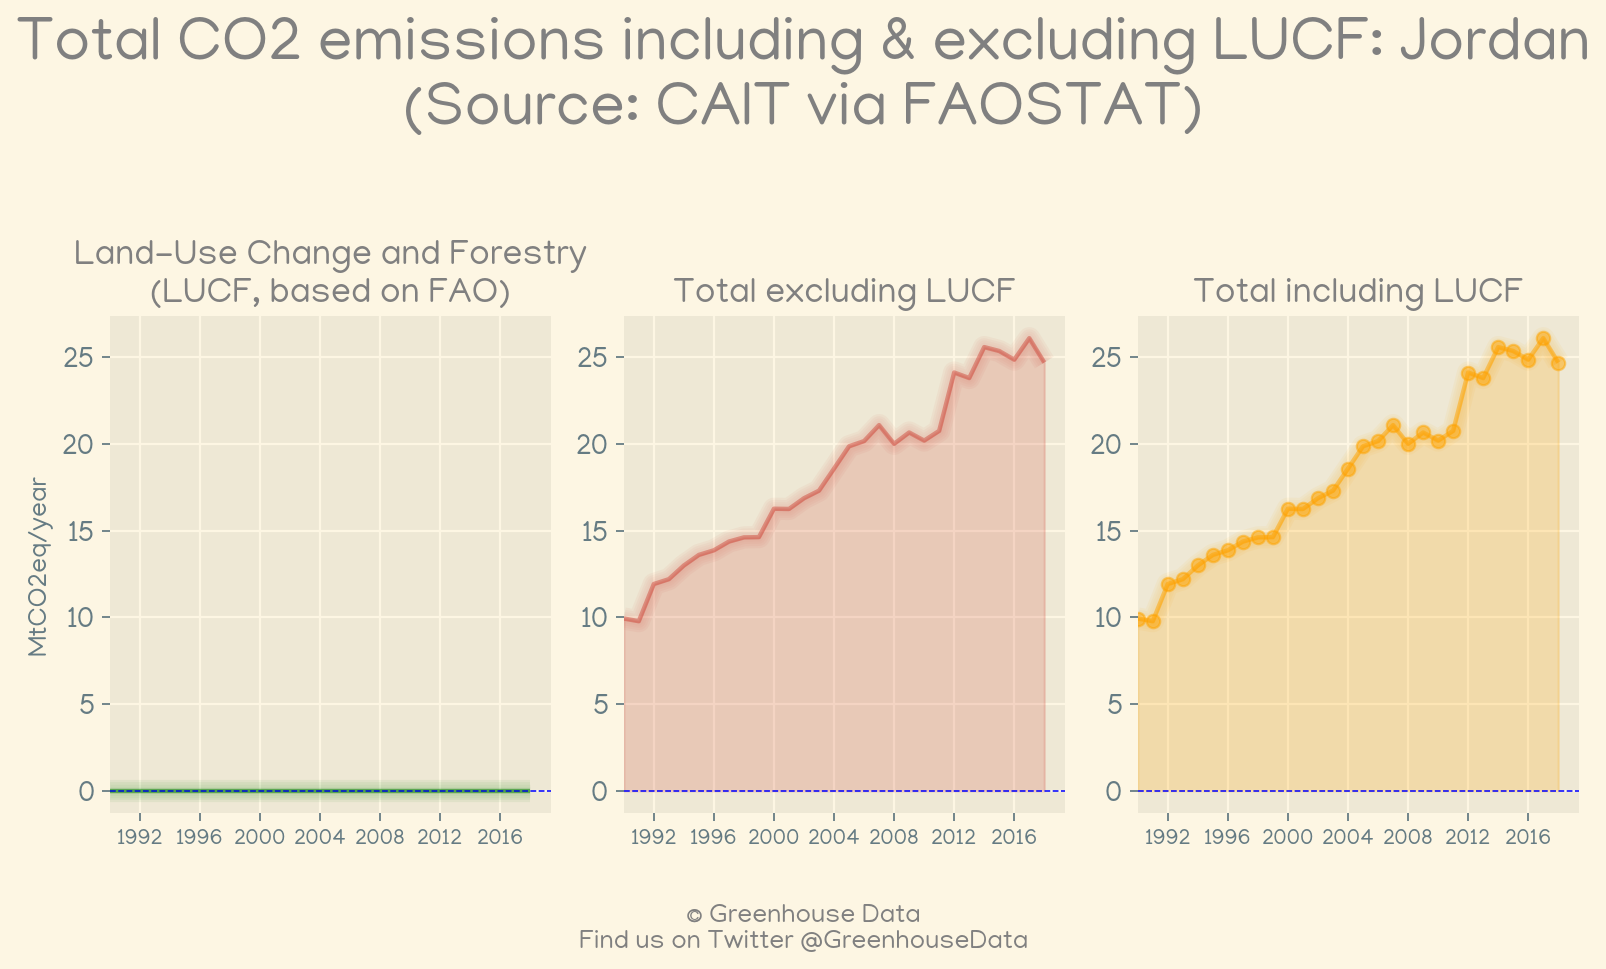 Total CO2 emissions including & excluding LUCF: Jordan
(Source: CAIT via FAOSTAT)
Land-Use Change and Forestry
(LUCF, based on FAO)
Total excluding LUCF
Total including LUCF
MtCO2eq/year
25
20
15
10
5
0
1992 1996 2000 2004 2008 2012 2016
25
20
15
10
5
0
1992 1996 2000 2004 2008 2012 2016
25
20
15
10
5
0
1992 1996 2000 2004 2008 2012 2016
© Greenhouse Data
Find us on Twitter @GreenhouseData